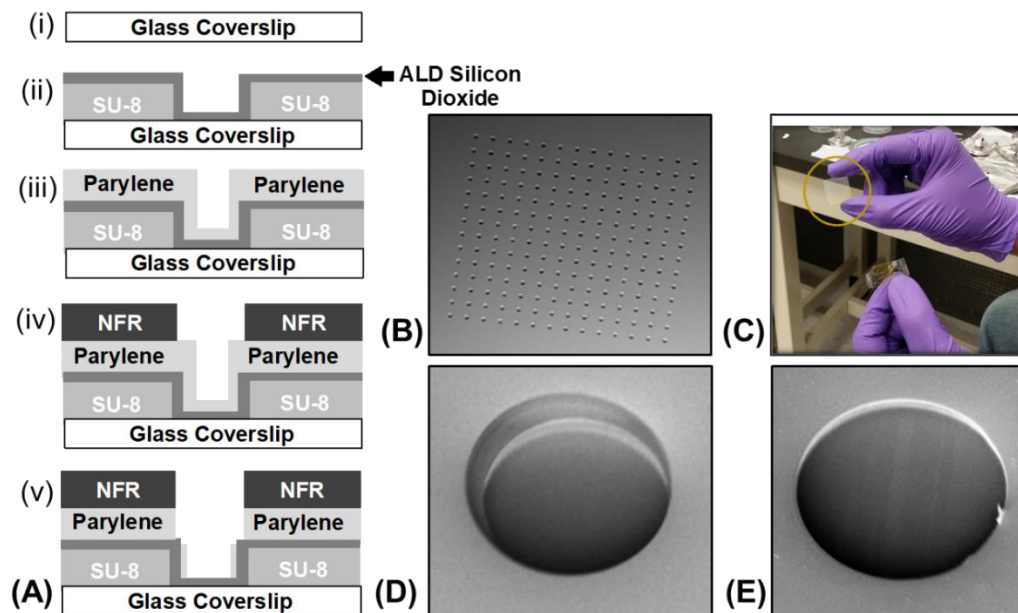 (i)
Glass Coverslip
(ii)
ALD Silicon
Dioxide
SU-8 SU-8
Glass Coverslip
(iii)
Parylene Parylene
SU-8 SU-8
Glass Coverslip
(iv)
NFR NFR
Parylene Parylene
SU-8 SU-8
Glass Coverslip
(v)
NFR NFR
Parylene Parylene
SU-8 SU-8
Glass Coverslip
(A)
(B)
(C)
(D)
(E)